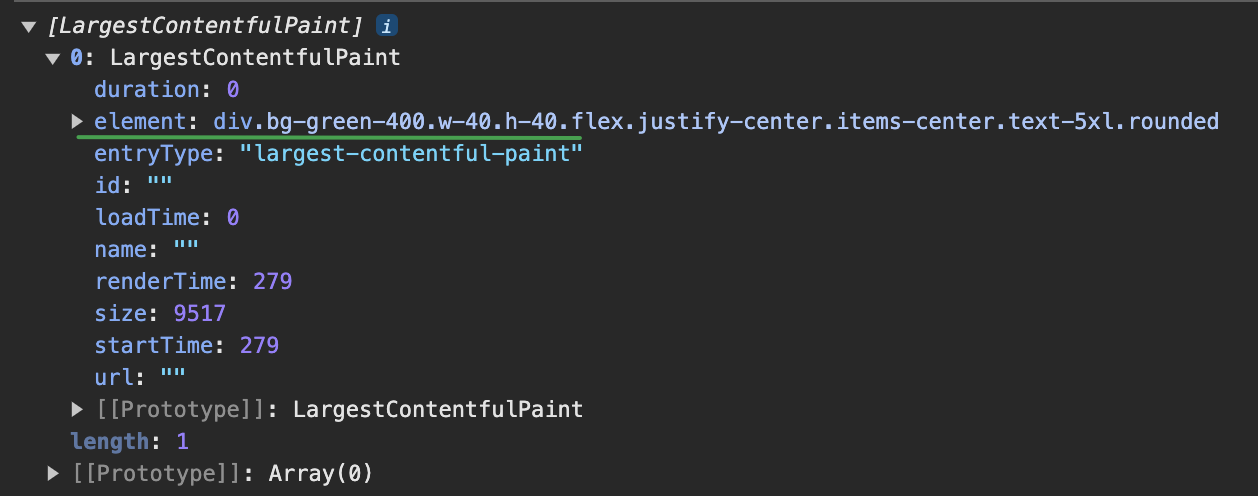 ▼ [LargestContentfulPaint] i
▼ 0: LargestContentfulPaint
duration: 0
▶ element: div.bg-green-400.w-40.h-40.flex.justify-center.items-center.text-5xl.rounded
entryType: "largest-contentful-paint"
id: ""
loadTime: 0
name: ""
renderTime: 279
size: 9517
startTime: 279
url: ""
▶ [[Prototype]]: LargestContentfulPaint
length: 1
▶ [[Prototype]]: Array(0)